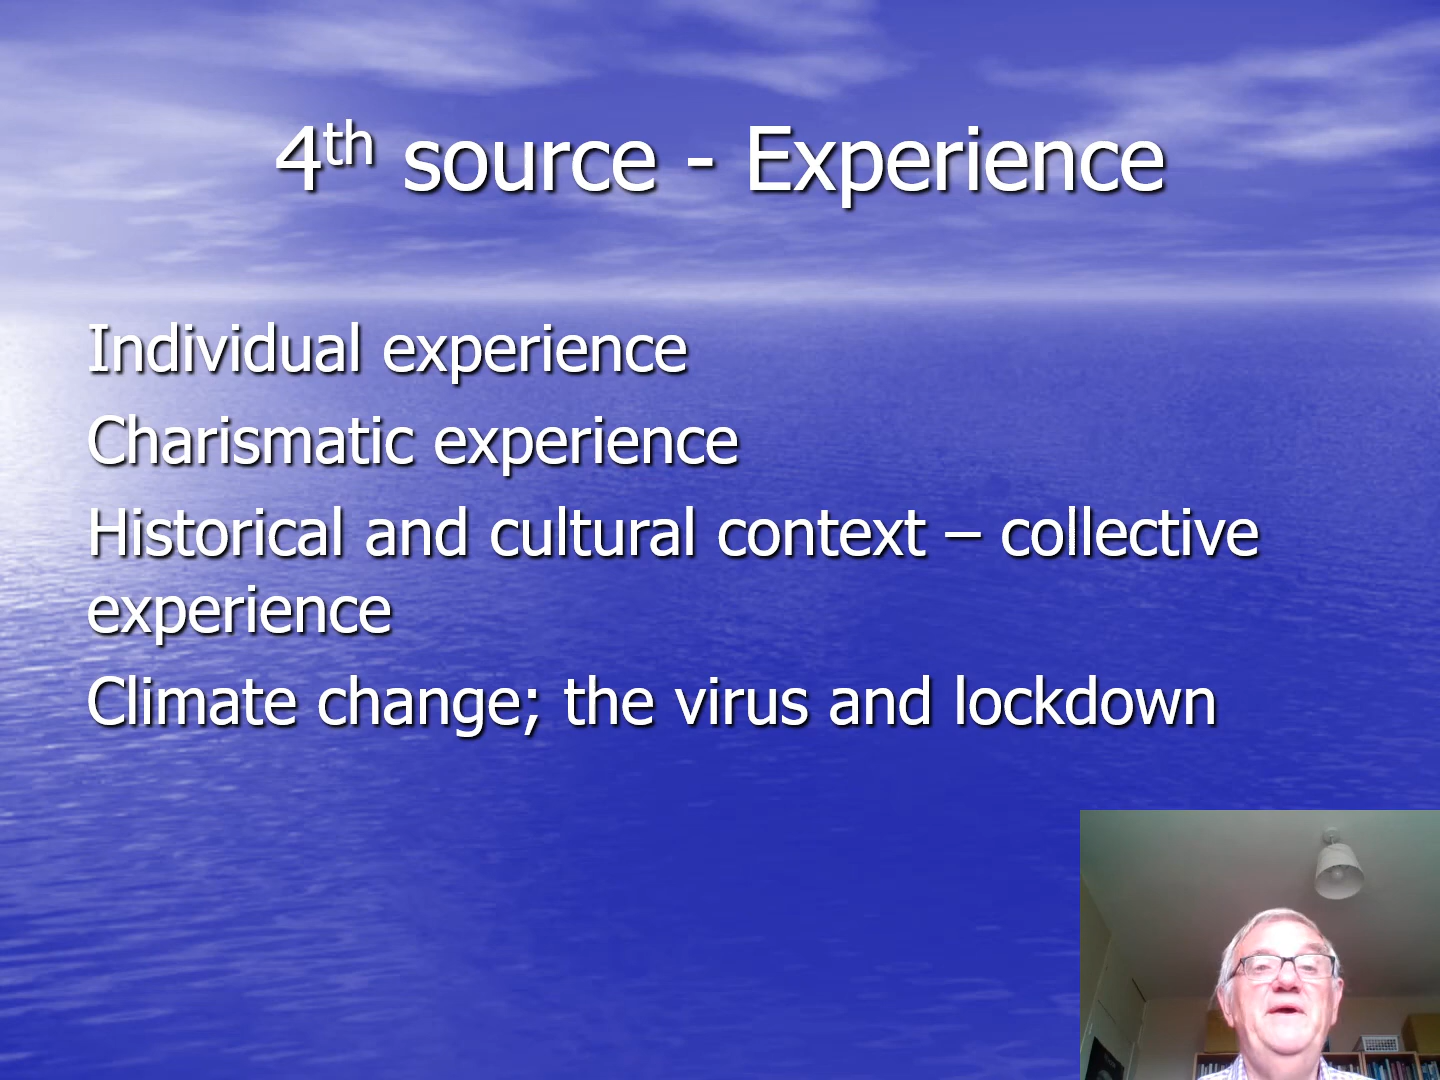 4th source - Experience
Individual experience
Charismatic experience
Historical and cultural context – collective
experience
Climate change; the virus and lockdown